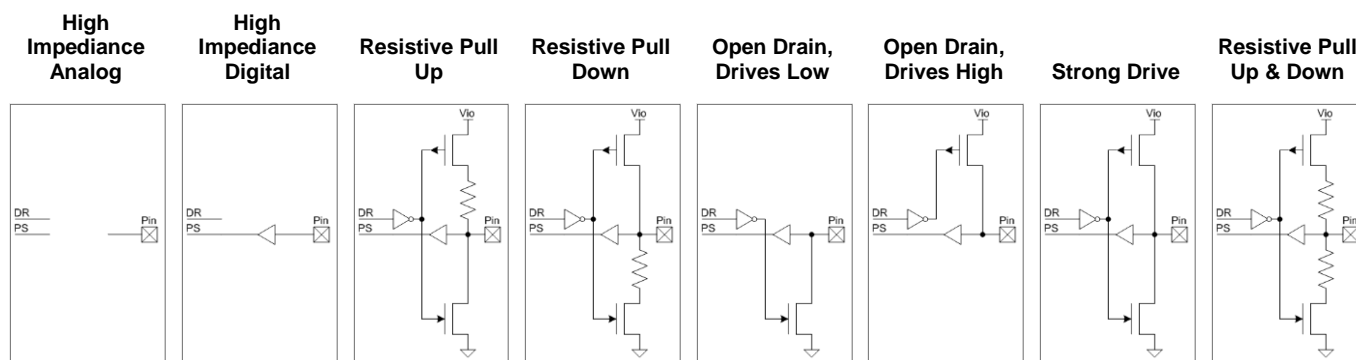 High
Impediance
Analog
High
Impediance
Digital
Resistive Pull
Up
Resistive Pull
Down
Open Drain,
Drives Low
Open Drain,
Drives High
Strong Drive
Resistive Pull
Up & Down
DR
PS
Pin
DR
PS
Pin
Vio
DR
PS
Pin
Vio
DR
PS
Pin
DR
PS
Pin
Vio
DR
PS
Pin
Vio
DR
PS
Pin
Vio
DR
PS
Pin